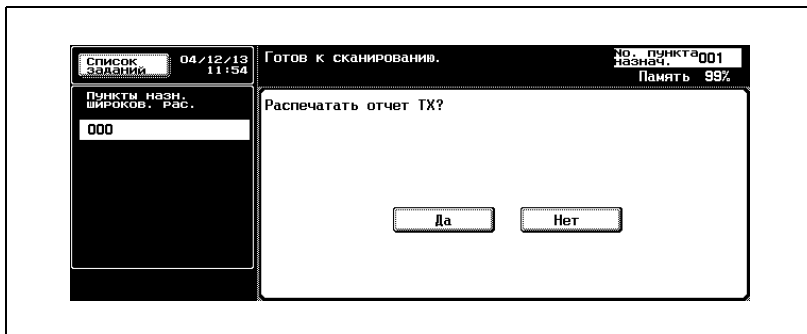 Список заданий 04/12/13 11:54
Готов к сканированию.
No. пункта назнач. 001
Память 99%
Пункты назн. широков. рас.
000
Распечатать отчет TX?
Да Нет